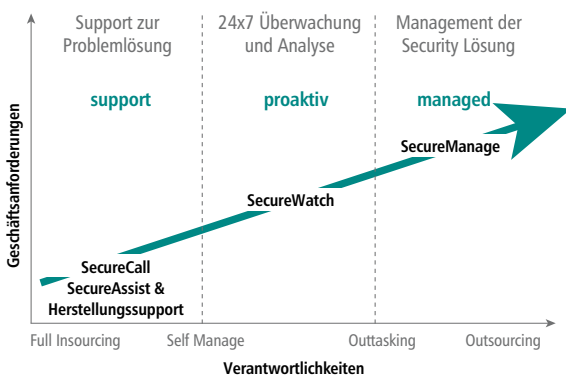 Support zur
Problemlösung
24x7 Überwachung
und Analyse
Management der
Security Lösung
support
proaktiv
managed
Geschäftsanforderungen
SecureManage
SecureWatch
SecureCall
SecureAssist &
Herstellungssupport
Full Insourcing
Self Manage
Outtasking
Outsourcing
Verantwortlichkeiten